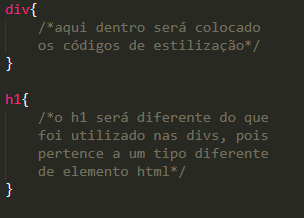 div{
/*aqui dentro será colocado
os códigos de estilização*/
}
h1{
/*o h1 será diferente do que
foi utilizado nas divs, pois
pertence a um tipo diferente
de elemento html*/
}